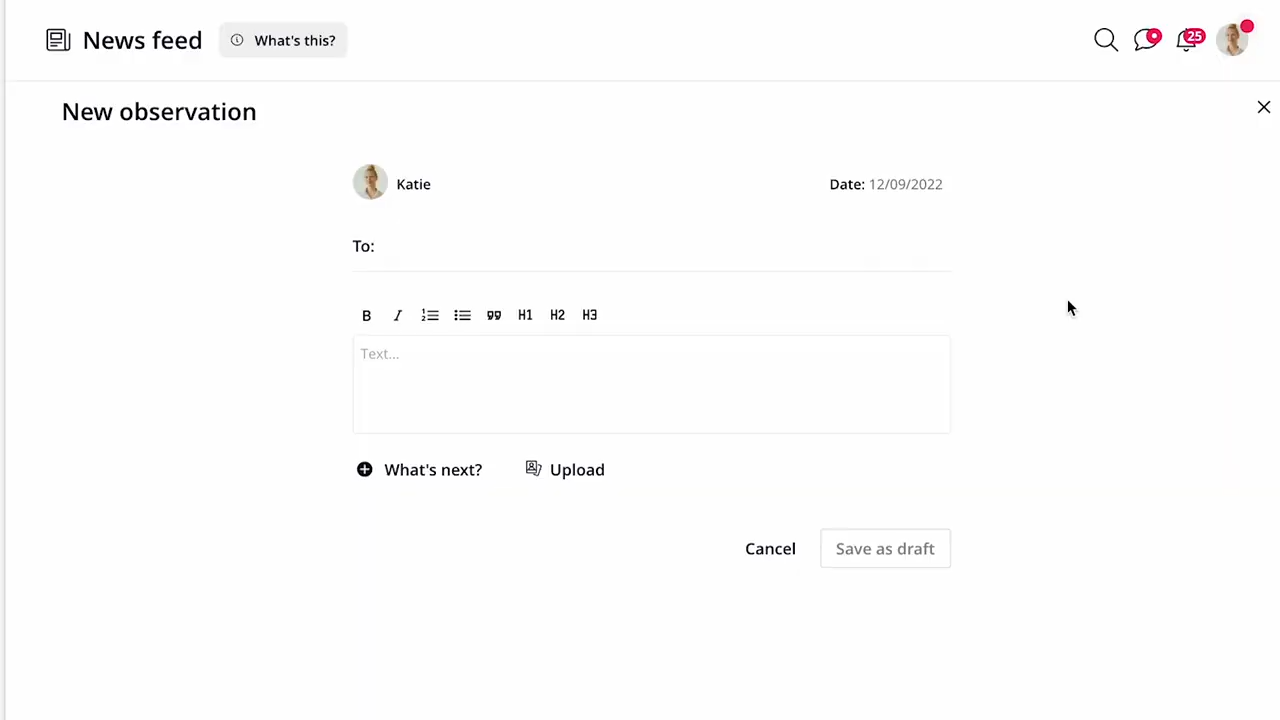 News feed
What's this?
25
New observation
Katie
Date: 12/09/2022
To:
B I H1 H2 H3
Text...
What's next?
Upload
Cancel
Save as draft